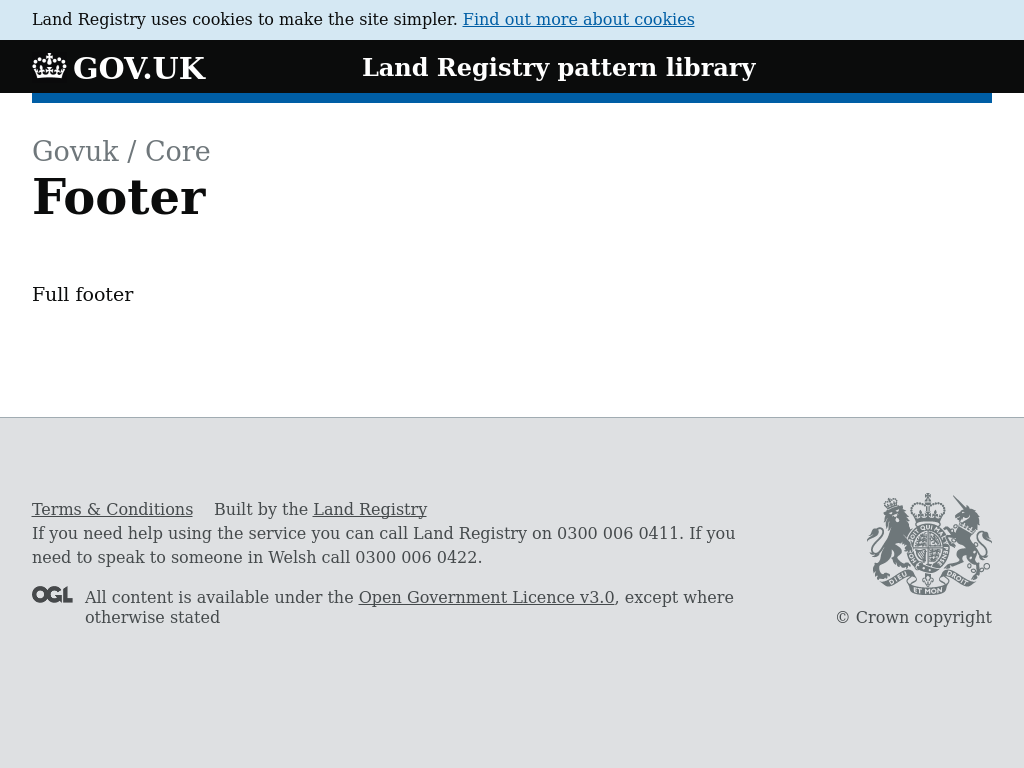 Land Registry uses cookies to make the site simpler. Find out more about cookies
GOV.UK
Land Registry pattern library
Govuk / Core
Footer
Full footer
Terms & Conditions Built by the Land Registry
If you need help using the service you can call Land Registry on 0300 006 0411. If you
need to speak to someone in Welsh call 0300 006 0422.
OGL
All content is available under the Open Government Licence v3.0, except where
otherwise stated
DIEU ET MON DROIT
© Crown copyright